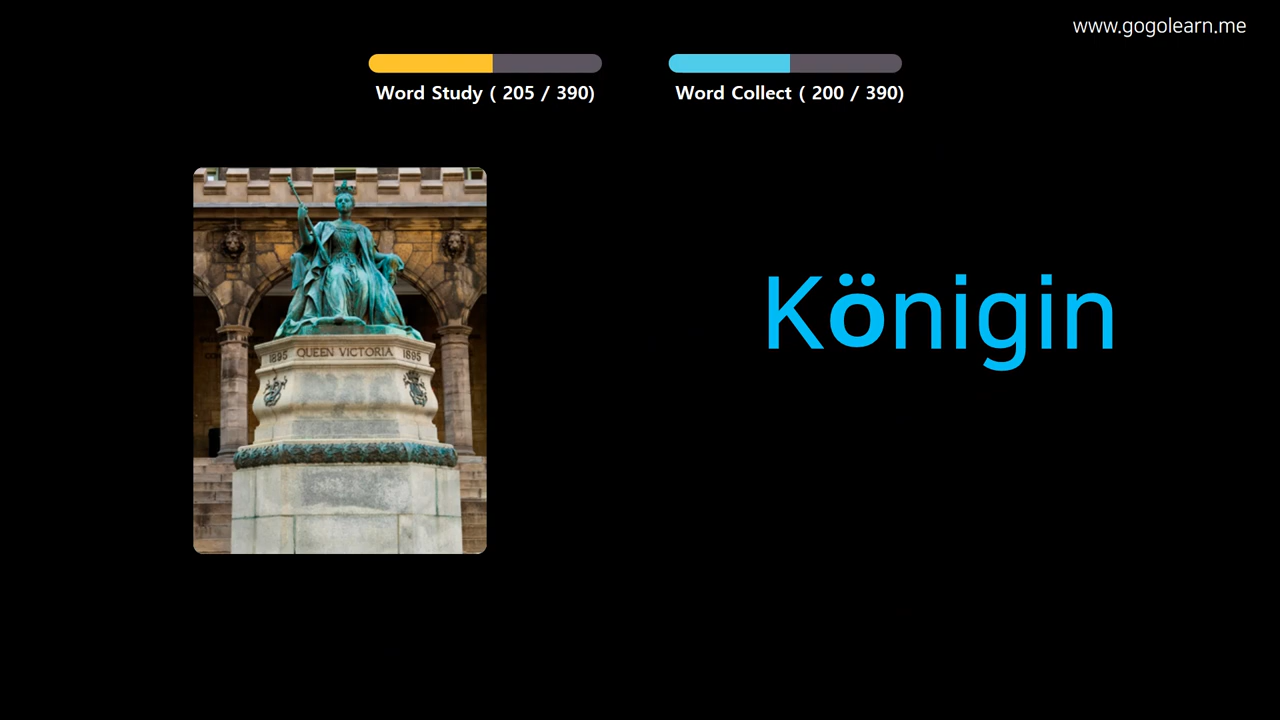 www.gogolearn.me
Word Study ( 205 / 390)
Word Collect ( 200 / 390)
1895 QUEEN VICTORIA 1895
Königin